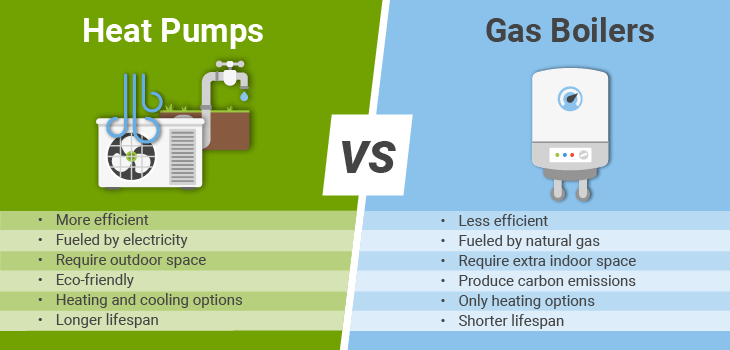 Heat Pumps
VS
Gas Boilers
• More efficient
• Fueled by electricity
• Require outdoor space
• Eco-friendly
• Heating and cooling options
• Longer lifespan
• Less efficient
• Fueled by natural gas
• Require extra indoor space
• Produce carbon emissions
• Only heating options
• Shorter lifespan